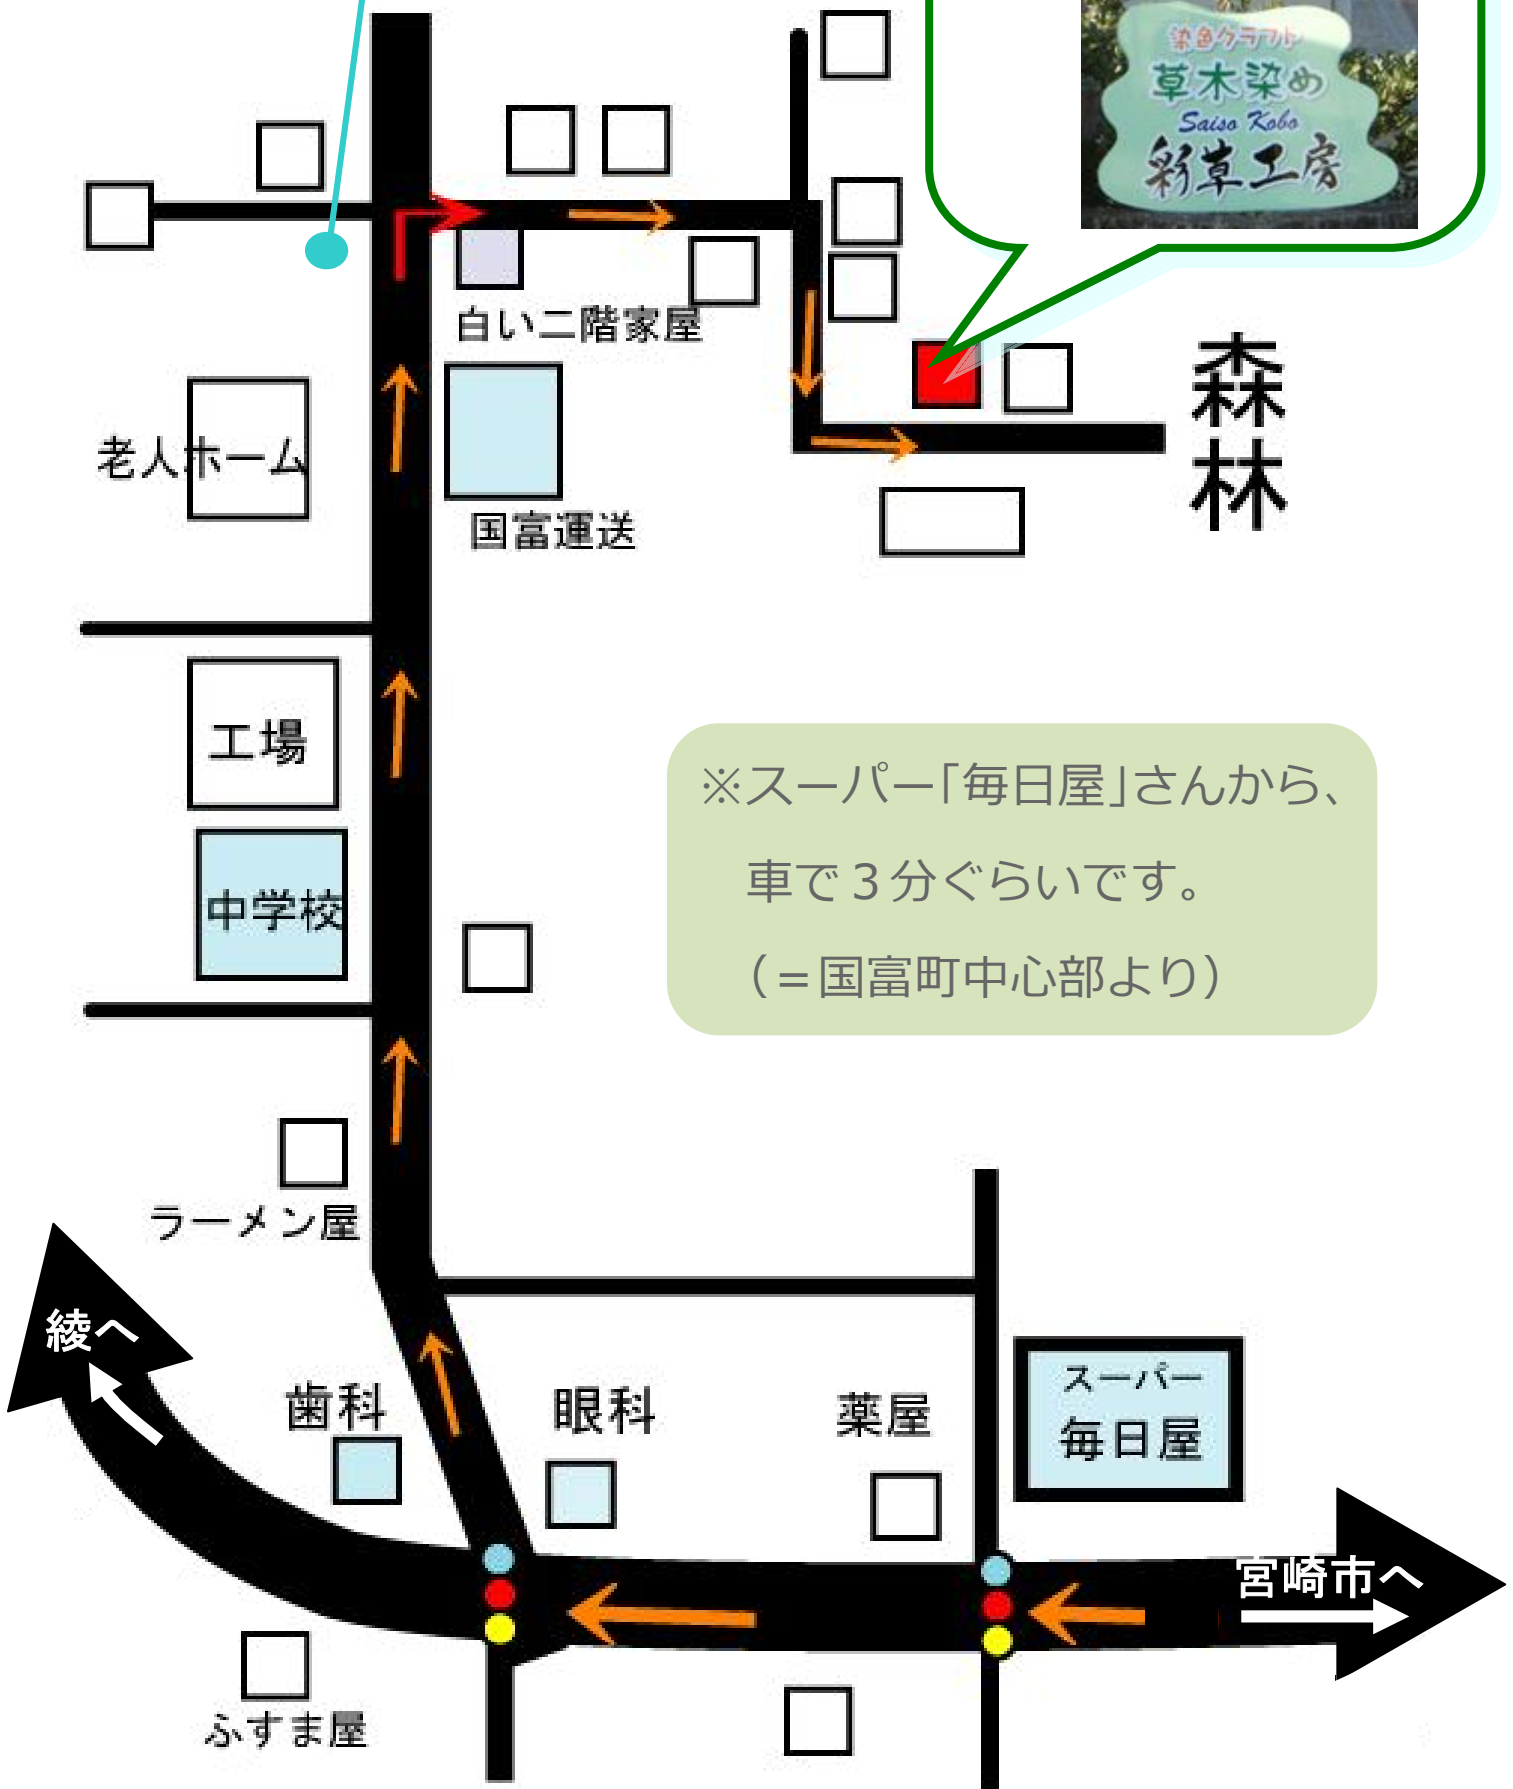 染色クラフト
草木染め
Saiso Kobo
彩草工房
白い二階家屋
老人ホーム
国富運送
森林
工場
中学校
※スーパー「毎日屋」さんから、
車で３分ぐらいです。
（＝国富町中心部より）
ラーメン屋
綾へ
歯科
眼科
薬屋
スーパー
毎日屋
宮崎市へ
ふすま屋